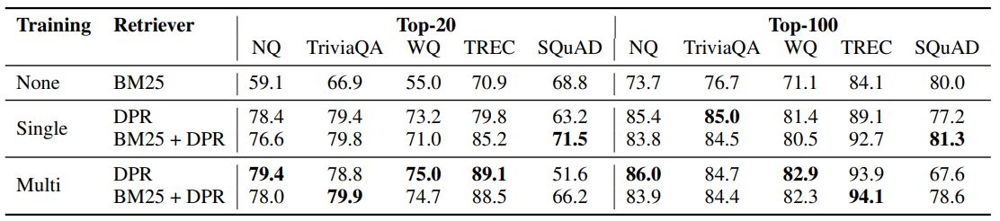 Training Retriever Top-20 Top-100
NQ TriviaQA WQ TREC SQuAD NQ TriviaQA WQ TREC SQuAD
None BM25 59.1 66.9 55.0 70.9 68.8 73.7 76.7 71.1 84.1 80.0
Single DPR 78.4 79.4 73.2 79.8 63.2 85.4 85.0 81.4 89.1 77.2
BM25 + DPR 76.6 79.8 71.0 85.2 71.5 83.8 84.5 80.5 92.7 81.3
Multi DPR 79.4 78.8 75.0 89.1 51.6 86.0 84.7 82.9 93.9 67.6
BM25 + DPR 78.0 79.9 74.7 88.5 66.2 83.9 84.4 82.3 94.1 78.6